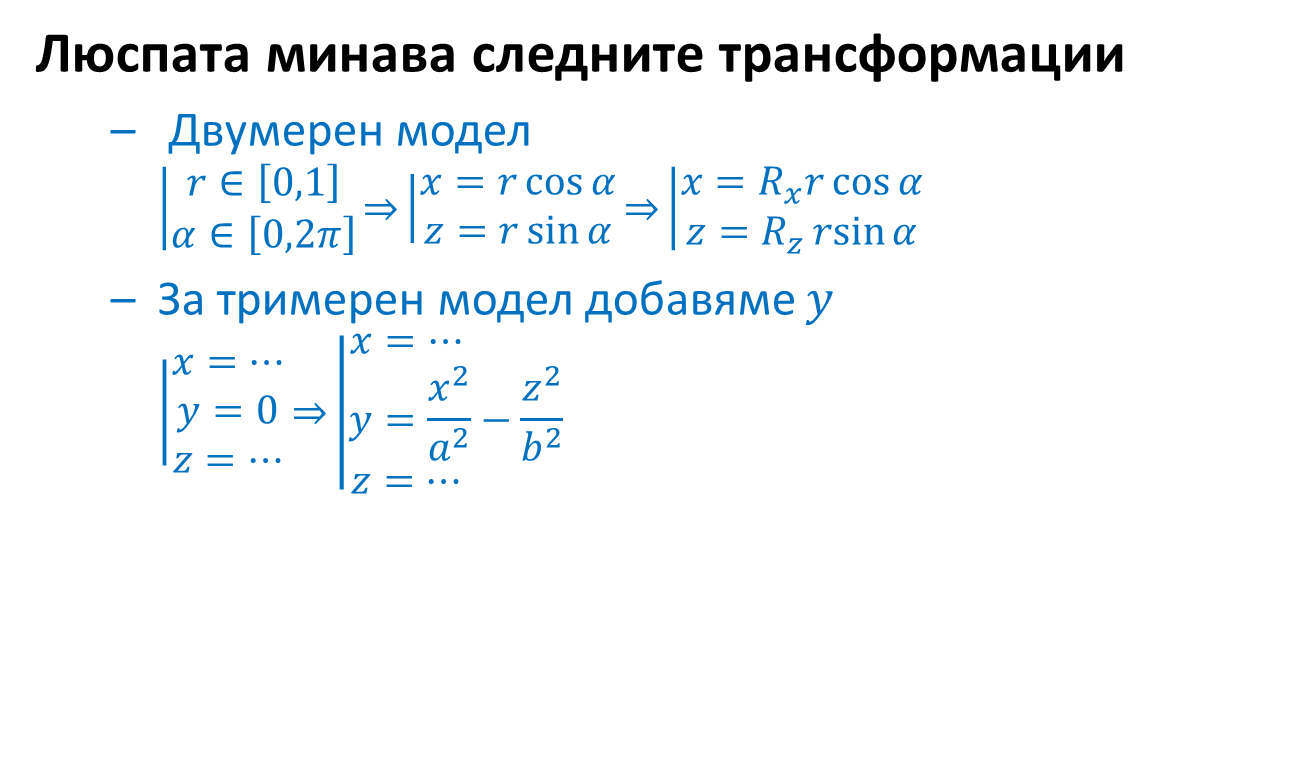 Люспата минава следните трансформации
– Двумерен модел
r ∈ [0,1] ⇒ x = r cos α ⇒ x = Rₓr cos α
α ∈ [0,2π] z = r sin α z = R_z r sin α
– За тримерен модел добавяме y
x = ⋯ x = ⋯
y = 0 ⇒ y = x²/a² − z²/b²
z = ⋯ z = ⋯